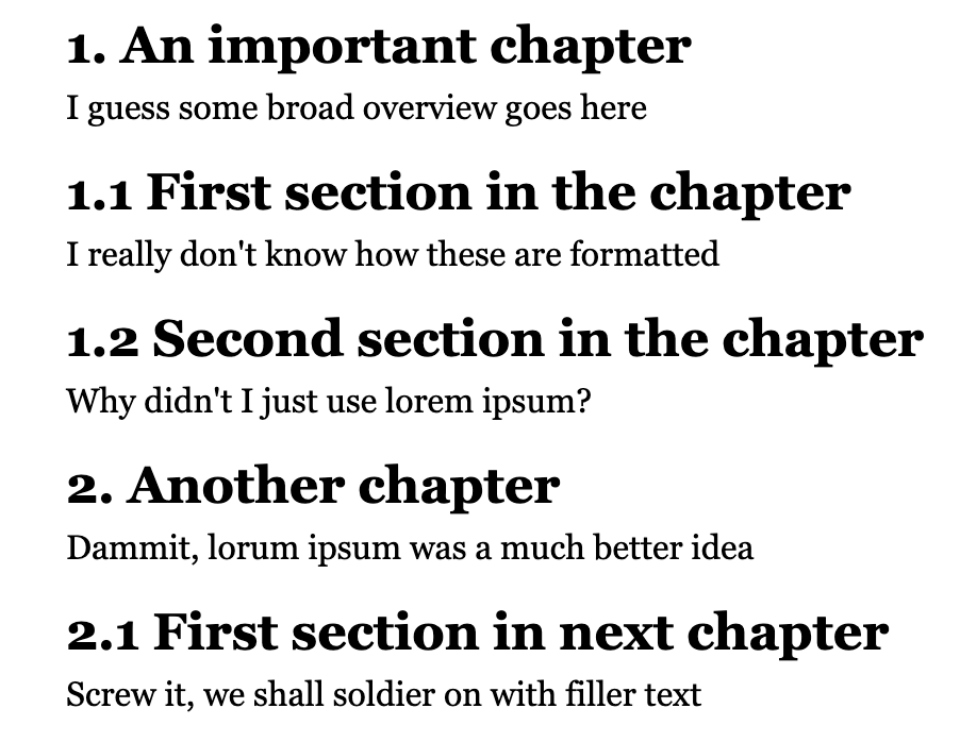 1. An important chapter
I guess some broad overview goes here
1.1 First section in the chapter
I really don't know how these are formatted
1.2 Second section in the chapter
Why didn't I just use lorem ipsum?
2. Another chapter
Dammit, lorum ipsum was a much better idea
2.1 First section in next chapter
Screw it, we shall soldier on with filler text